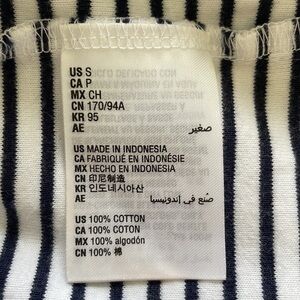 US S
CA P
MX CH
CN 170/94A
KR 95
AE صغير
US MADE IN INDONESIA
CA FABRIQUÉ EN INDONÉSIE
MX HECHO EN INDONESIA
CN 印尼制造
KR 인도네시아산
AE صُنع في إندونيسيا
US 100% COTTON
CA 100% COTON
MX 100% algodón
CN 100% 棉